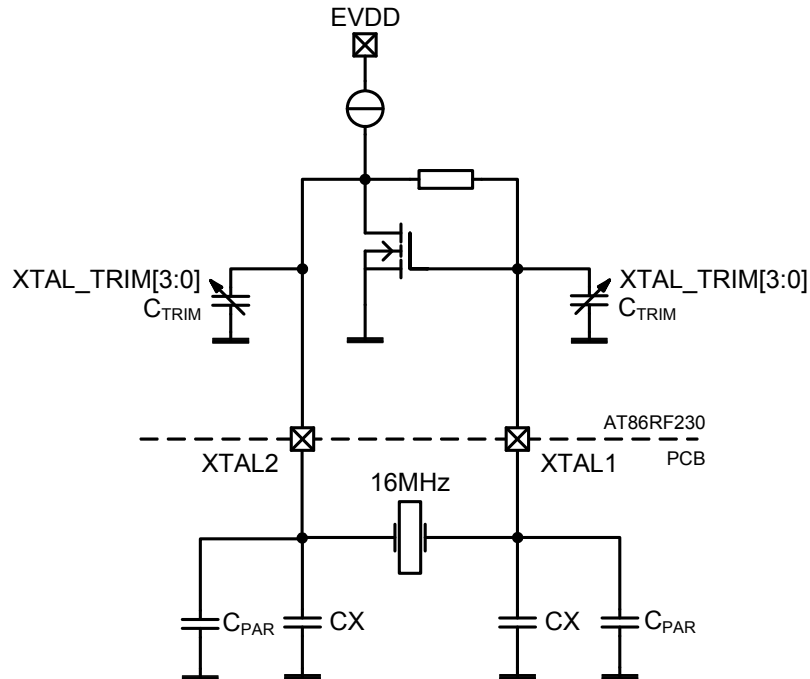 EVDD
XTAL_TRIM[3:0]
CTRIM
XTAL_TRIM[3:0]
CTRIM
AT86RF230
XTAL2
XTAL1
PCB
16MHz
CPAR
CX
CX
CPAR